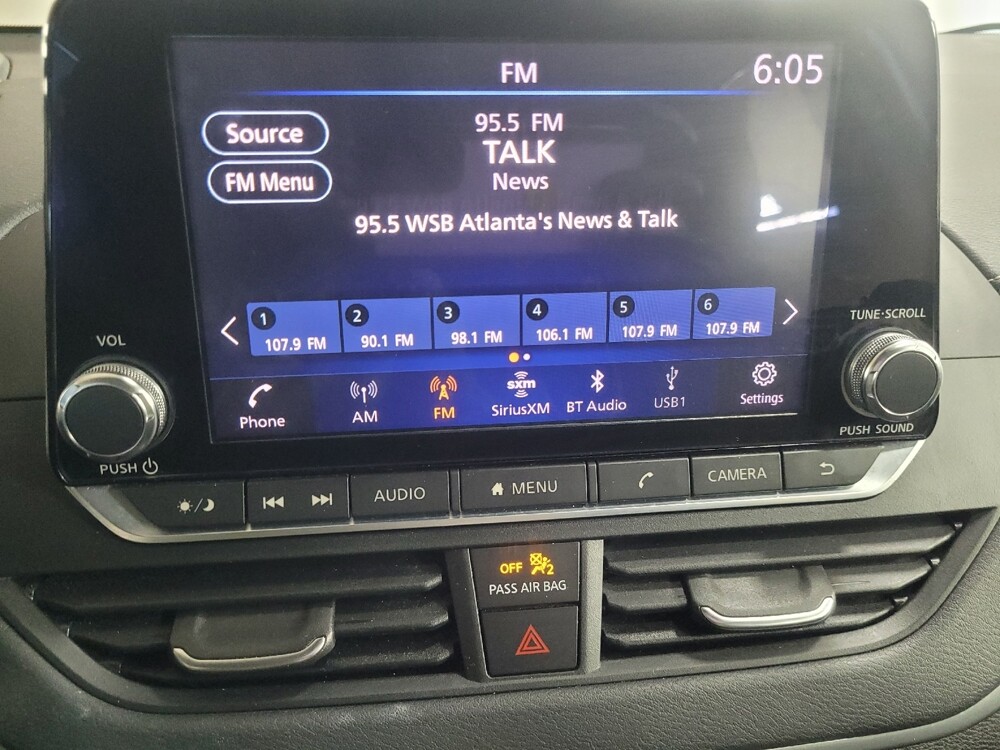 FM
6:05
Source
FM Menu
95.5 FM
TALK
News
95.5 WSB Atlanta's News & Talk
1
107.9 FM
2
90.1 FM
3
98.1 FM
4
106.1 FM
5
107.9 FM
6
107.9 FM
Phone
AM
FM
sxm
SiriusXM
BT Audio
USB1
Settings
VOL
PUSH
TUNE·SCROLL
PUSH SOUND
AUDIO
MENU
CAMERA
OFF
2
PASS AIR BAG